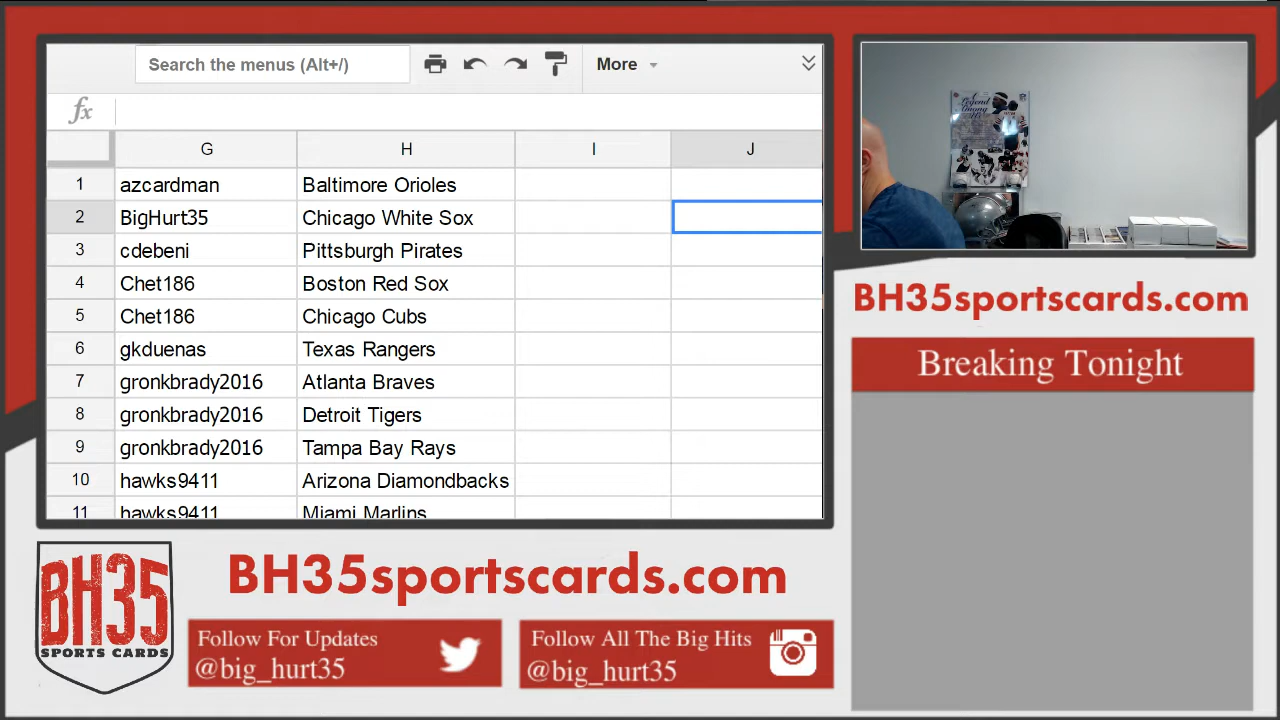 Search the menus (Alt+/)
More
fx
G H I J
1 azcardman Baltimore Orioles
2 BigHurt35 Chicago White Sox
3 cdebeni Pittsburgh Pirates
4 Chet186 Boston Red Sox
5 Chet186 Chicago Cubs
6 gkduenas Texas Rangers
7 gronkbrady2016 Atlanta Braves
8 gronkbrady2016 Detroit Tigers
9 gronkbrady2016 Tampa Bay Rays
10 hawks9411 Arizona Diamondbacks
11 hawks9411 Miami Marlins
Legend
BH35sportscards.com
Breaking Tonight
BH35
SPORTS CARDS
BH35sportscards.com
Follow For Updates
@big_hurt35
Follow All The Big Hits
@big_hurt35